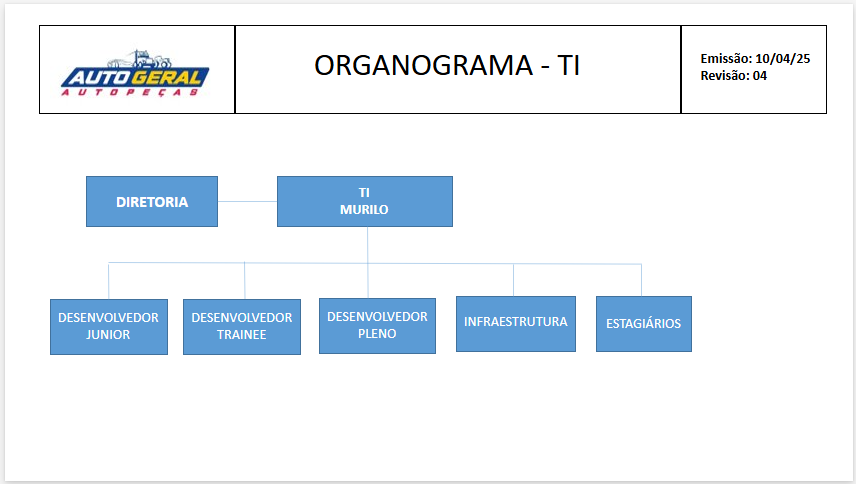 AUTO GERAL
AUTOPEÇAS
ORGANOGRAMA - TI
Emissão: 10/04/25
Revisão: 04
DIRETORIA
TI
MURILO
DESENVOLVEDOR
JUNIOR
DESENVOLVEDOR
TRAINEE
DESENVOLVEDOR
PLENO
INFRAESTRUTURA
ESTAGIÁRIOS